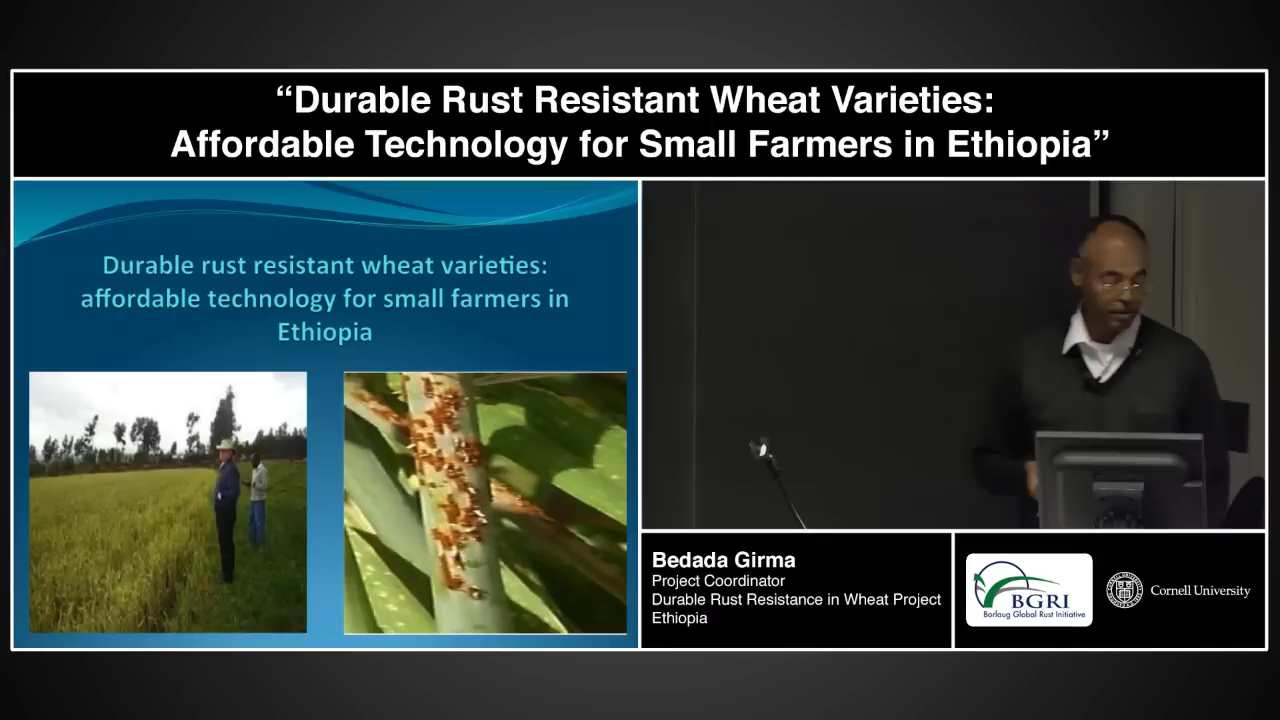 “Durable Rust Resistant Wheat Varieties:
Affordable Technology for Small Farmers in Ethiopia”
Durable rust resistant wheat varieties:
affordable technology for small farmers in
Ethiopia
Bedada Girma
Project Coordinator
Durable Rust Resistance in Wheat Project
Ethiopia
BGRI
Borlaug Global Rust Initiative
Cornell University